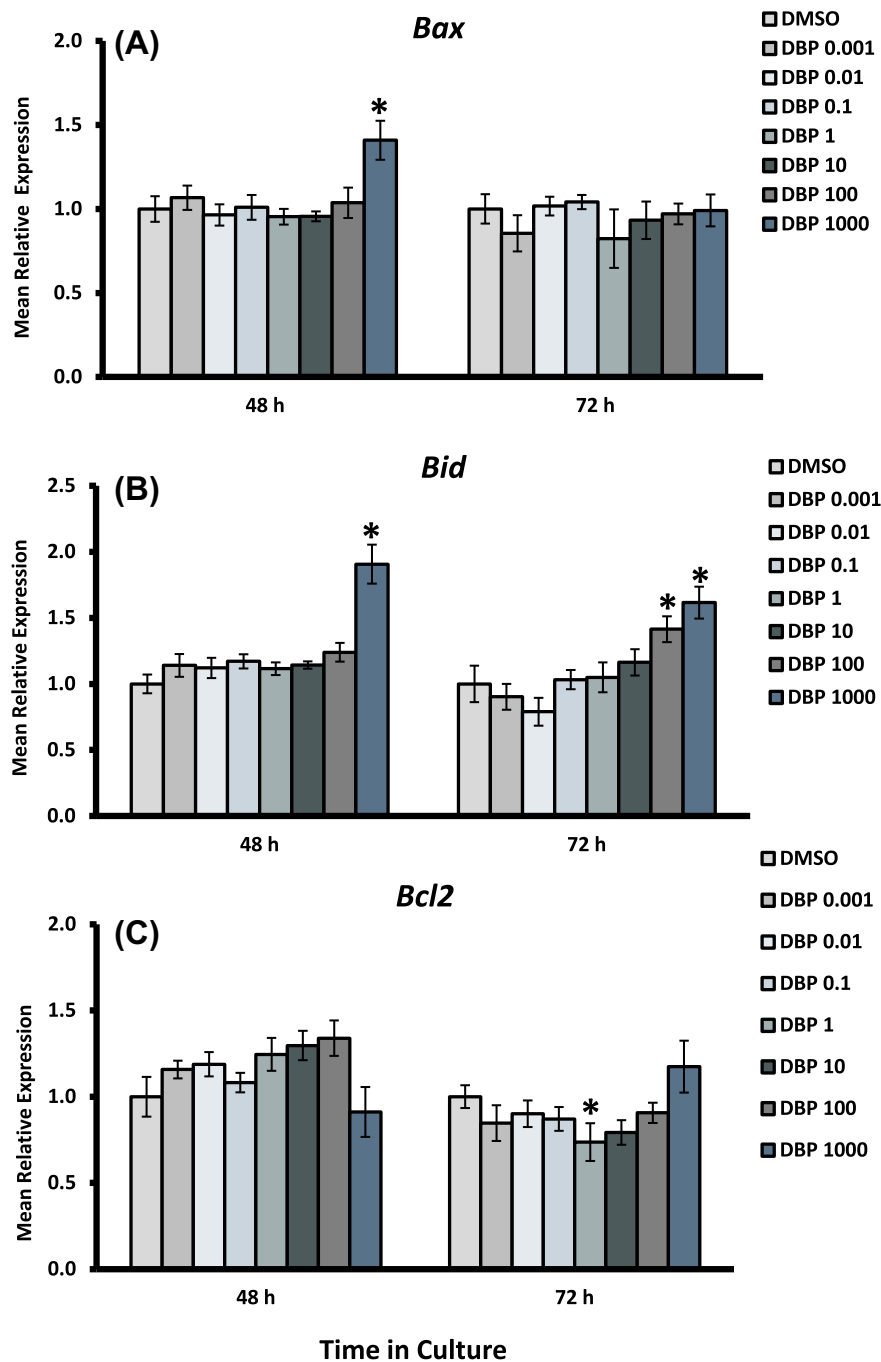 (A)
Bax
Mean Relative Expression
2.0
1.5
1.0
0.5
0.0
*
48 h
72 h
DMSO
DBP 0.001
DBP 0.01
DBP 0.1
DBP 1
DBP 10
DBP 100
DBP 1000
(B)
Bid
Mean Relative Expression
2.5
2.0
1.5
1.0
0.5
0.0
*
* *
48 h
72 h
DMSO
DBP 0.001
DBP 0.01
DBP 0.1
DBP 1
DBP 10
DBP 100
DBP 1000
(C)
Bcl2
Mean Relative Expression
2.0
1.5
1.0
0.5
0.0
*
48 h
72 h
DMSO
DBP 0.001
DBP 0.01
DBP 0.1
DBP 1
DBP 10
DBP 100
DBP 1000
Time in Culture